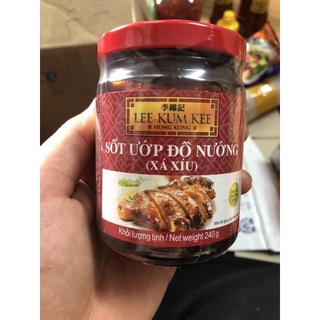 李錦記
LEE KUM KEE
HONG KONG
SỐT ƯỚP ĐỒ NƯỚNG
(XÁ XÍU)
Khối lượng tịnh / Net weight 240 g